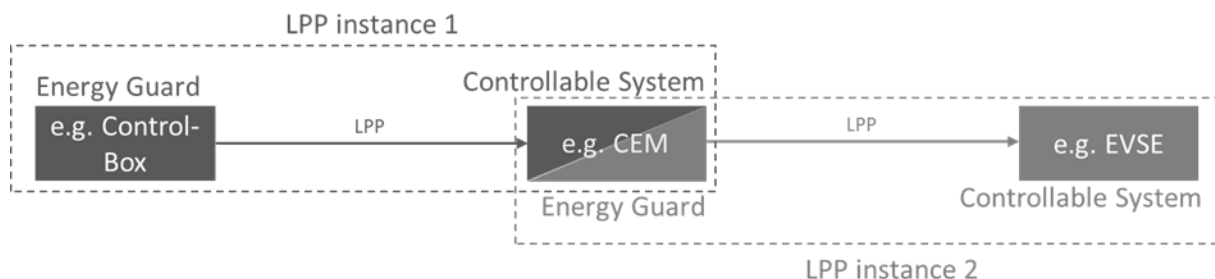 LPP instance 1
Energy Guard
Controllable System
e.g. Control-
Box
LPP
e.g. CEM
LPP
e.g. EVSE
Energy Guard
Controllable System
LPP instance 2